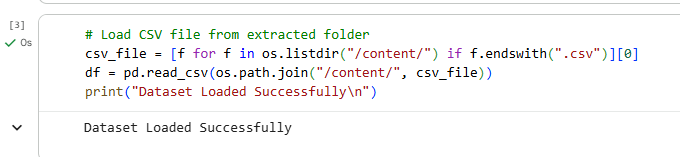 [3]
0s
# Load CSV file from extracted folder
csv_file = [f for f in os.listdir("/content/") if f.endswith(".csv")][0]
df = pd.read_csv(os.path.join("/content/", csv_file))
print("Dataset Loaded Successfully\n")
Dataset Loaded Successfully